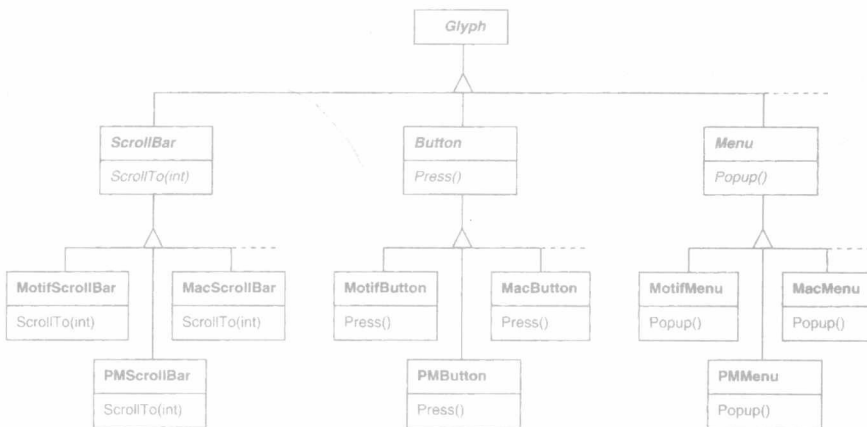 Glyph
ScrollBar
ScrollTo(int)
Button
Press()
Menu
Popup()
MotifScrollBar
ScrollTo(int)
MacScrollBar
ScrollTo(int)
PMScrollBar
ScrollTo(int)
MotifButton
Press()
MacButton
Press()
PMButton
Press()
MotifMenu
Popup()
MacMenu
Popup()
PMMenu
Popup()